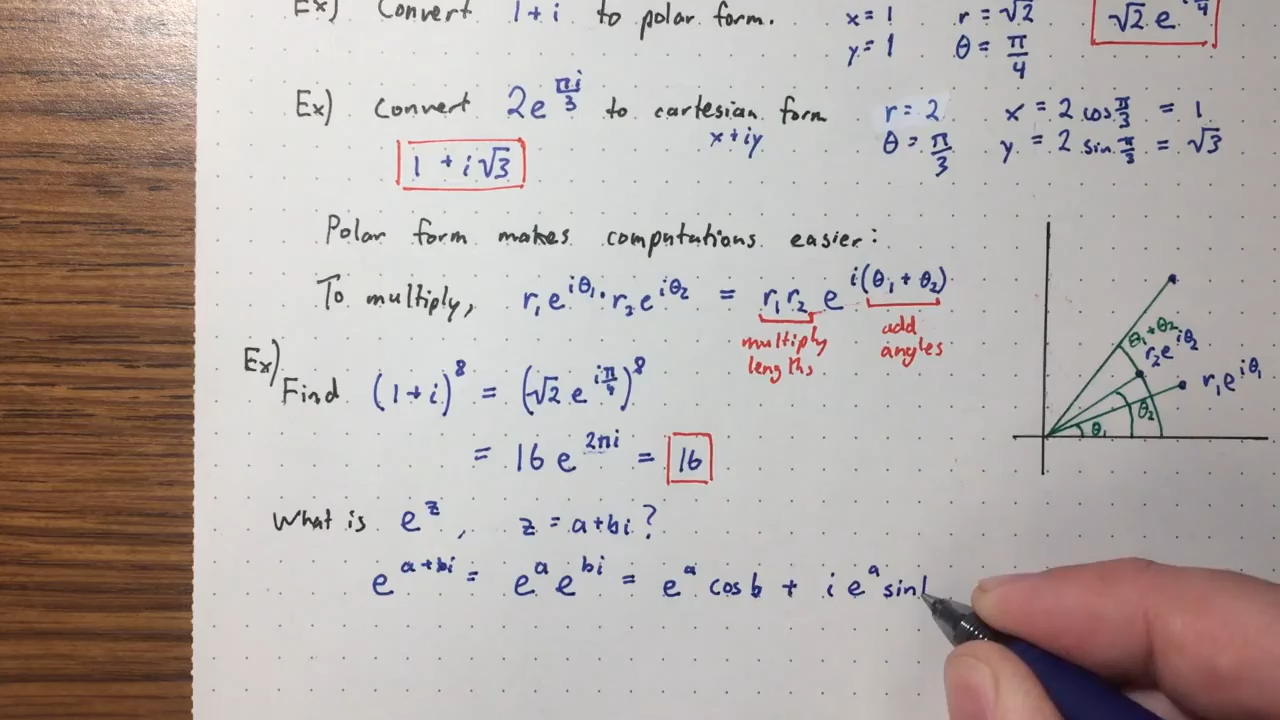 Ex) Convert 1+i to polar form. x=1 r=√2 √2 e^{iπ/4}
y=1 θ=π/4
Ex) Convert 2e^{πi/3} to cartesian form r=2 x = 2 cos π/3 = 1
x+iy θ=π/3 y = 2 sin π/3 = √3
1 + i√3
Polar form makes computations easier:
To multiply, r₁e^{iθ₁}·r₂e^{iθ₂} = r₁r₂ e^{i(θ₁+θ₂)}
multiply lengths
add angles
Ex) Find (1+i)^8 = (√2 e^{iπ/4})^8
= 16 e^{2πi} = 16
What is e^z, z = a+bi?
e^{a+bi} = e^a e^{bi} = e^a cos b + i e^a sin
θ₁+θ₂
r₂e^{iθ₂}
r₁e^{iθ₁}
θ₂
θ₁